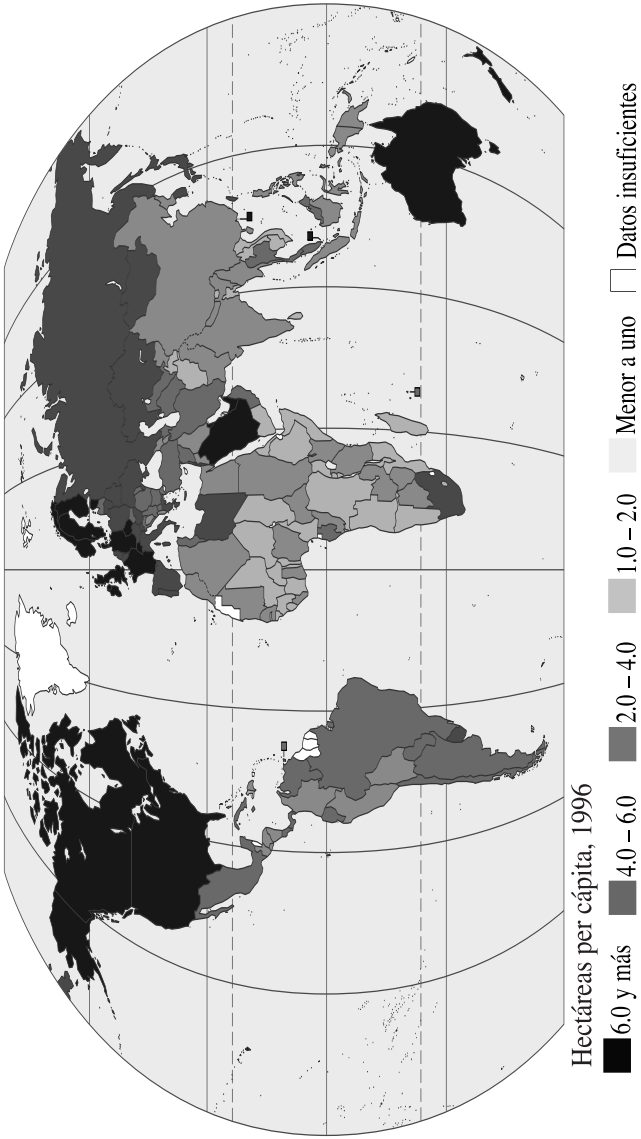 Hectáreas per cápita, 1996
6.0 y más
4.0 – 6.0
2.0 – 4.0
1.0 – 2.0
Menor a uno
Datos insuficientes